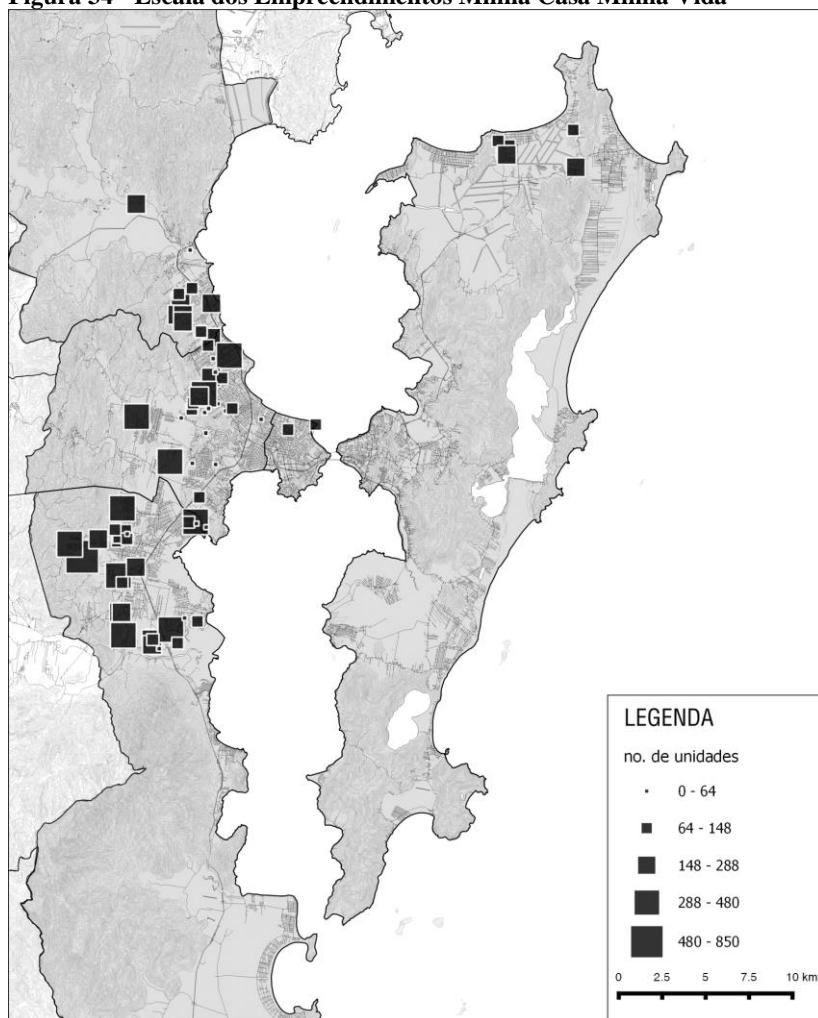 Figura 54 - Escala dos Empreendimentos Minha Casa Minha Vida
LEGENDA
no. de unidades
0 - 64
64 - 148
148 - 288
288 - 480
480 - 850
0 2.5 5 7.5 10 km